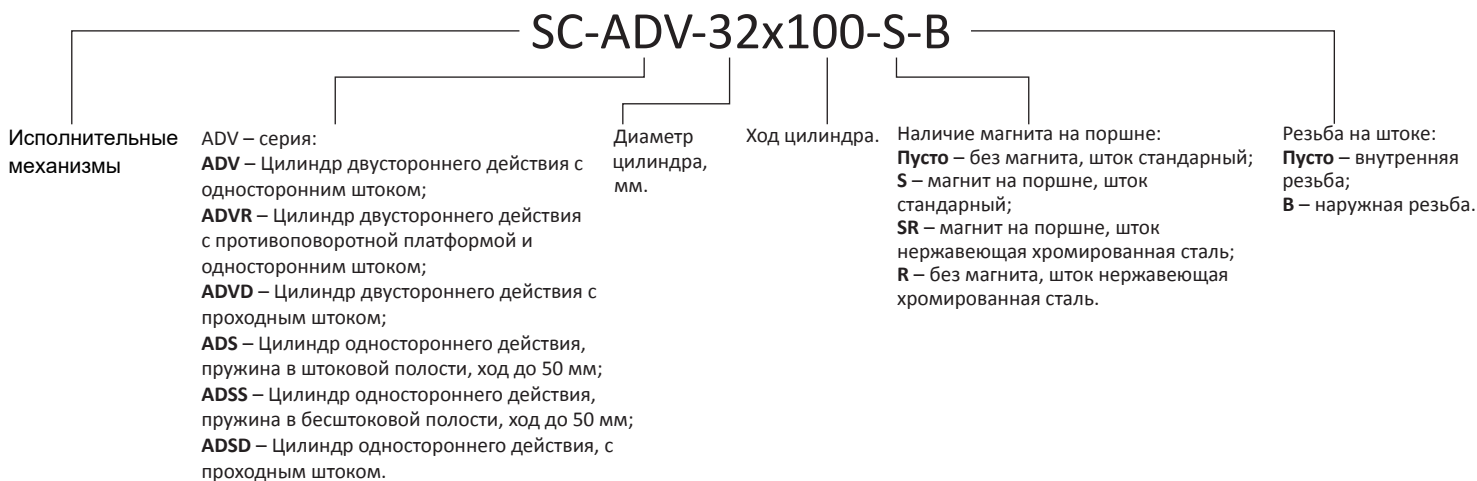 SC-ADV-32x100-S-B
Исполнительные
механизмы
ADV – серия:
ADV – Цилиндр двустороннего действия с
односторонним штоком;
ADVR – Цилиндр двустороннего действия
с противоповоротной платформой и
односторонним штоком;
ADVD – Цилиндр двустороннего действия с
проходным штоком;
ADS – Цилиндр одностороннего действия,
пружина в штоковой полости, ход до 50 мм;
ADSS – Цилиндр одностороннего действия,
пружина в бесштоковой полости, ход до 50 мм;
ADSD – Цилиндр одностороннего действия, с
проходным штоком.
Диаметр
цилиндра,
мм.
Ход цилиндра.
Наличие магнита на поршне:
Пусто – без магнита, шток стандарный;
S – магнит на поршне, шток
стандарный;
SR – магнит на поршне, шток
нержавеющая хромированная сталь;
R – без магнита, шток нержавеющая
хромированная сталь.
Резьба на штоке:
Пусто – внутренняя
резьба;
B – наружная резьба.